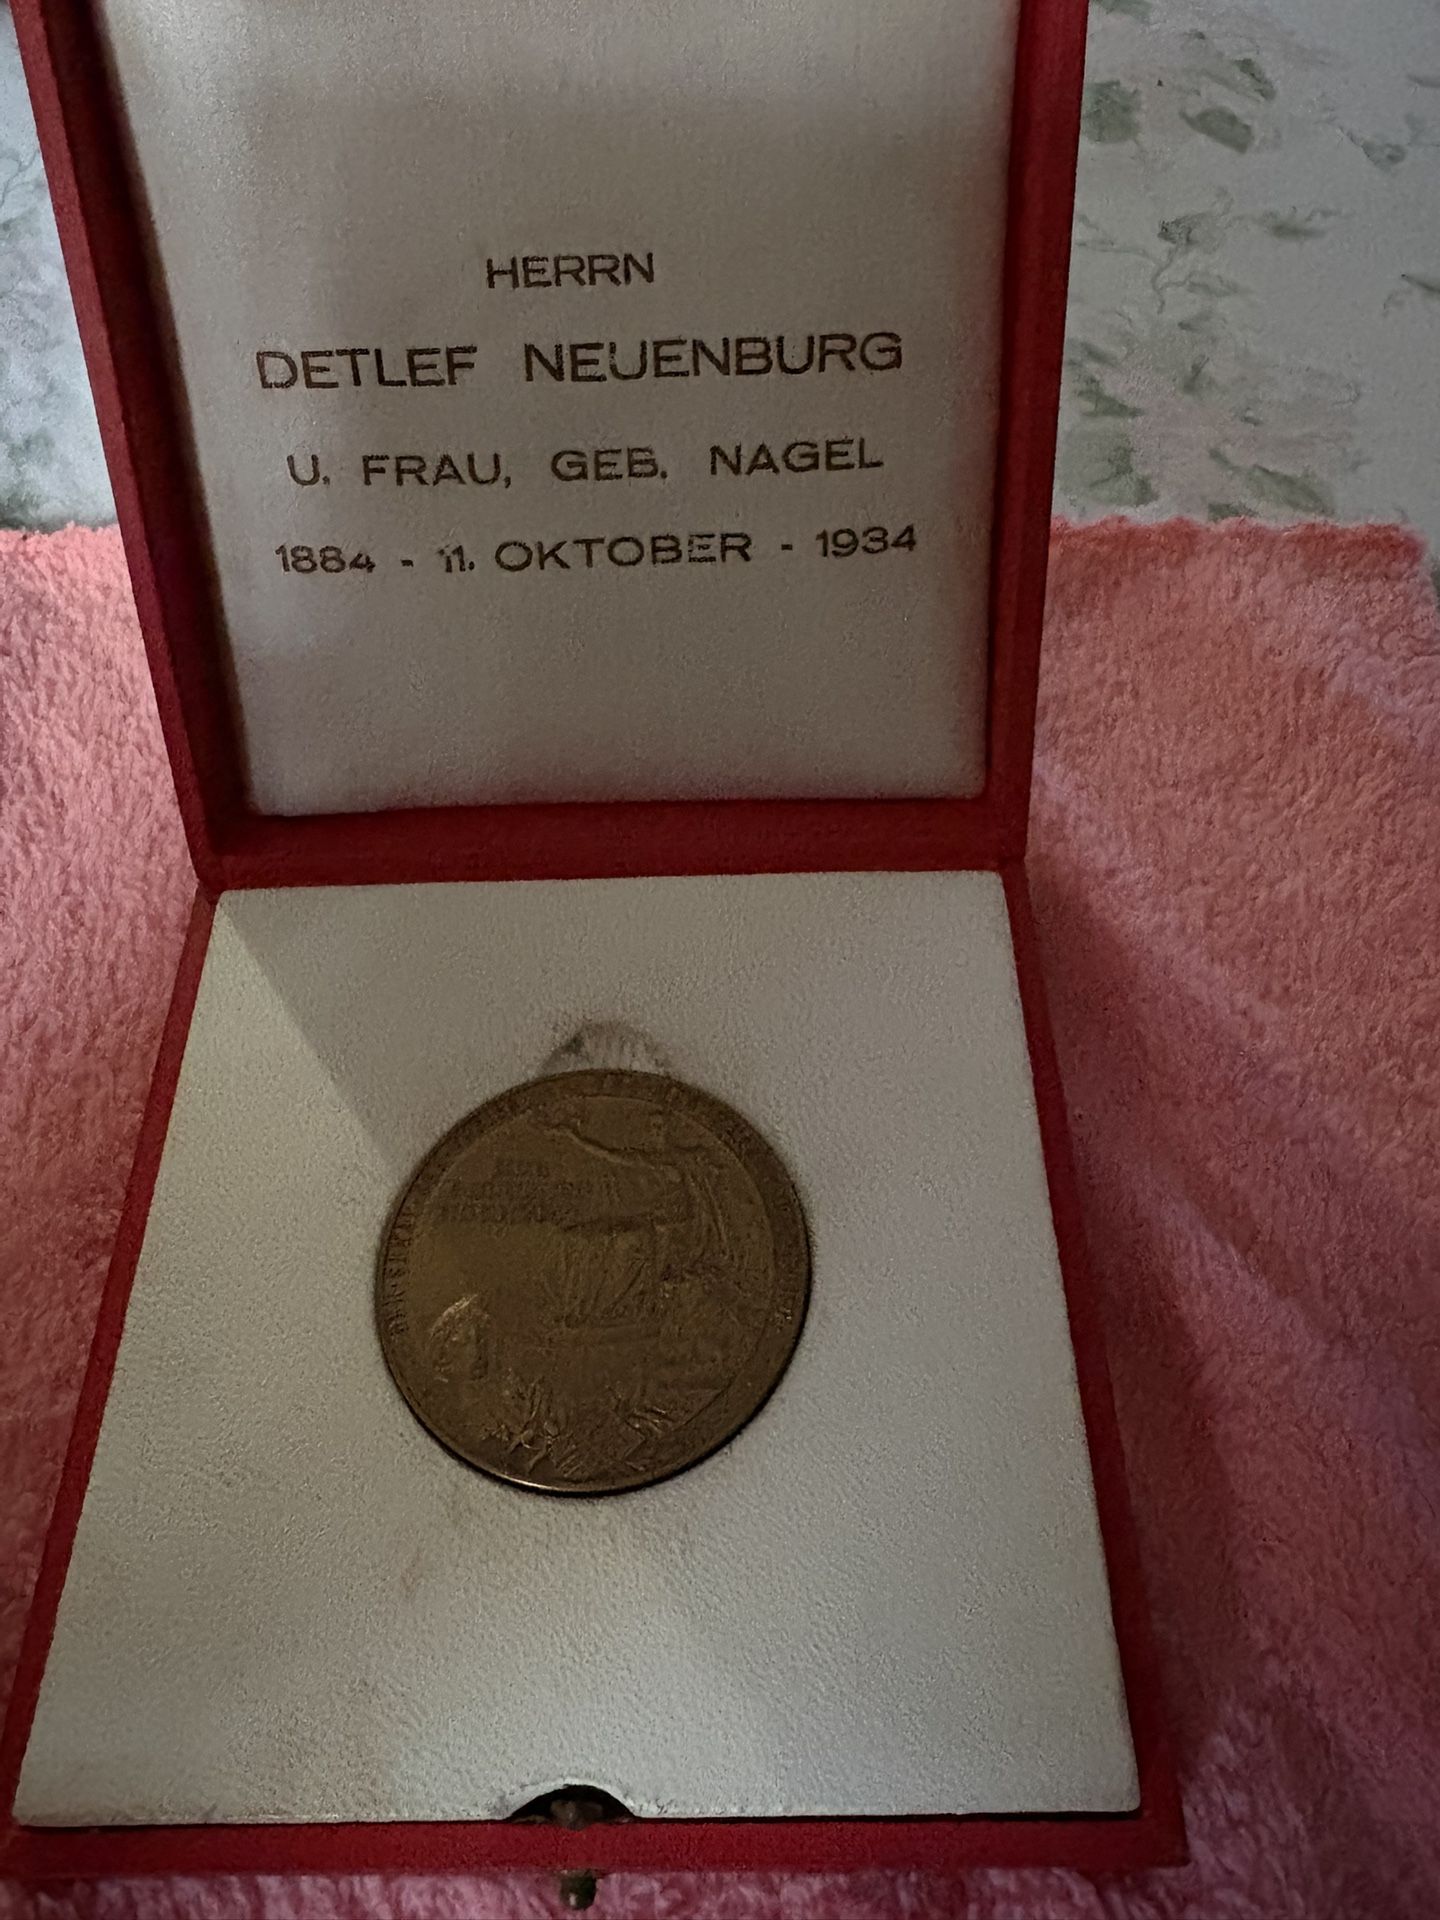 HERRN
DETLEF NEUENBURG
U. FRAU, GEB. NAGEL
1884 - 11. OKTOBER - 1934